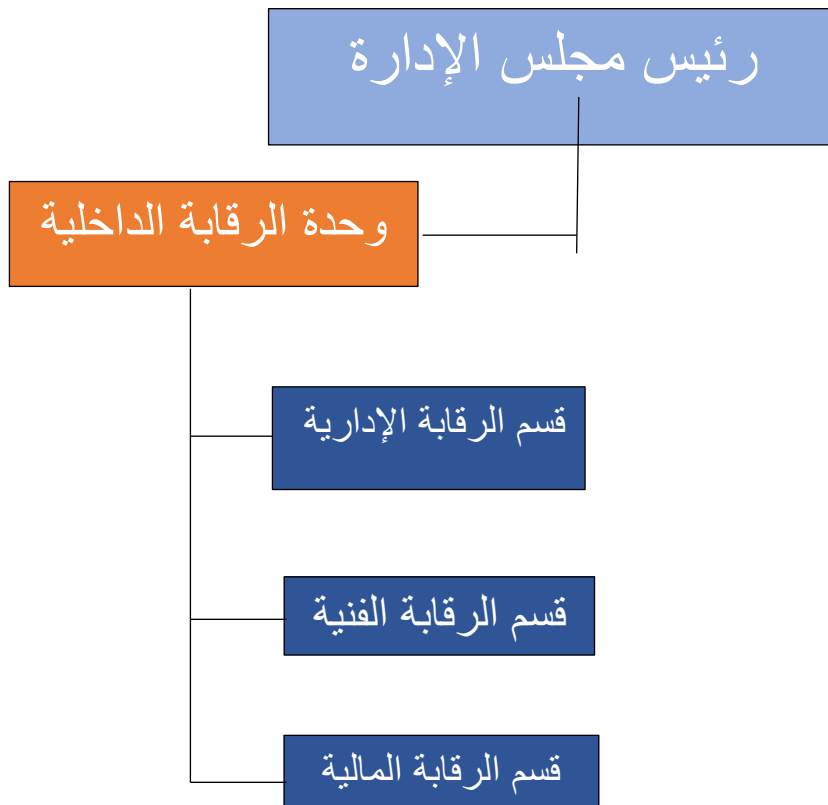 رئيس مجلس الإدارة
وحدة الرقابة الداخلية
قسم الرقابة الإدارية
قسم الرقابة الفنية
قسم الرقابة المالية